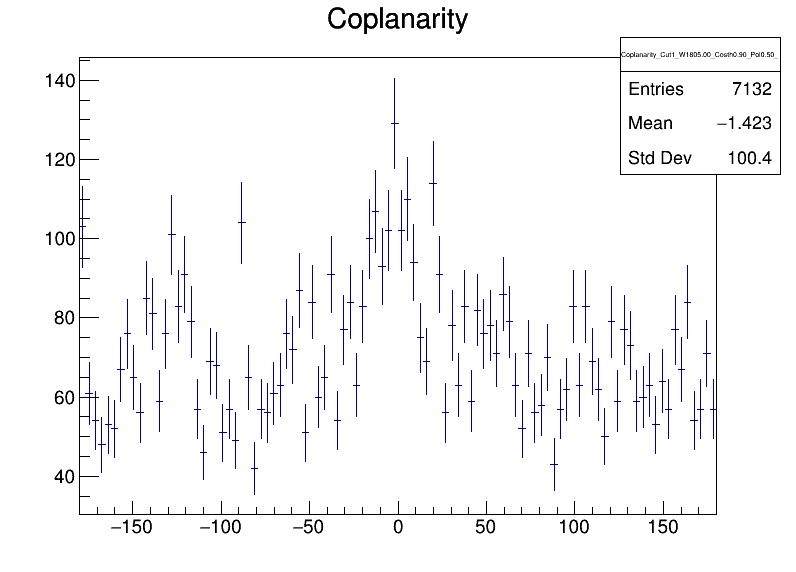 Coplanarity
Coplanarity_Cut1_W1805.00_Costh0.90_Pol0.50_
Entries 7132
Mean −1.423
Std Dev 100.4
140
120
100
80
60
40
−150 −100 −50 0 50 100 150